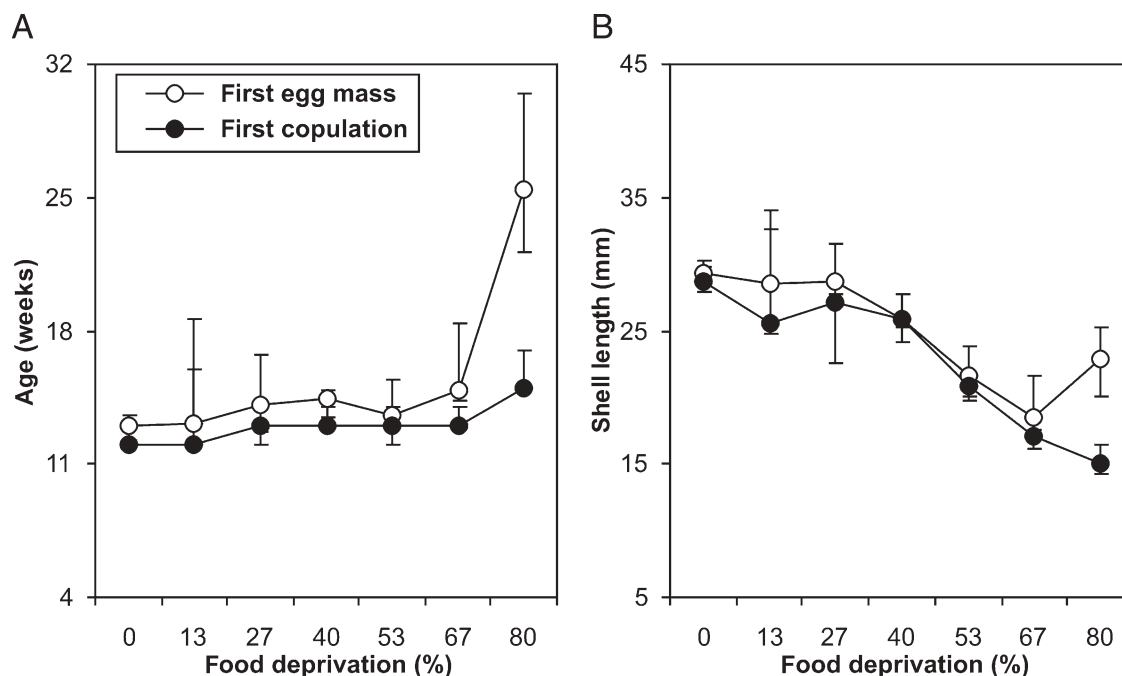 A
32
25
18
11
4
Age (weeks)
First egg mass
First copulation
0 13 27 40 53 67 80
Food deprivation (%)
B
45
35
25
15
5
Shell length (mm)
0 13 27 40 53 67 80
Food deprivation (%)